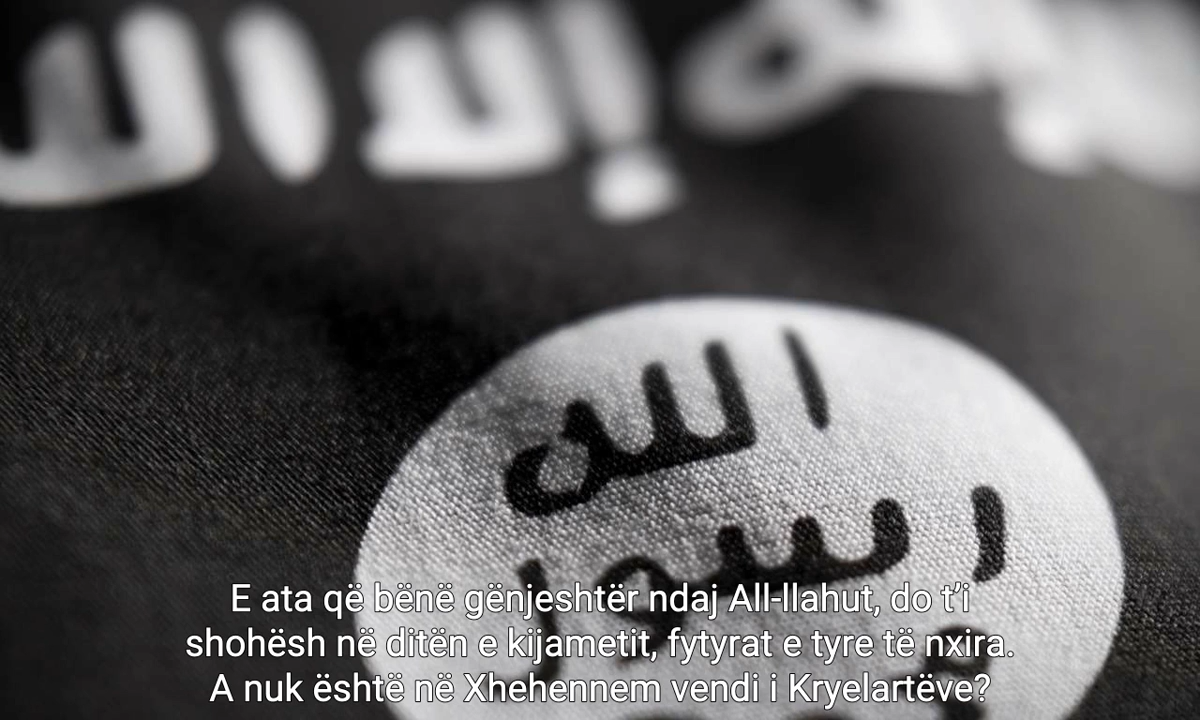 إلا
الله
رسول
E ata që bënë gënjeshtër ndaj All-llahut, do t’i
shohësh në ditën e kijametit, fytyrat e tyre të nxira.
A nuk është në Xhehennem vendi i Kryelartëve?